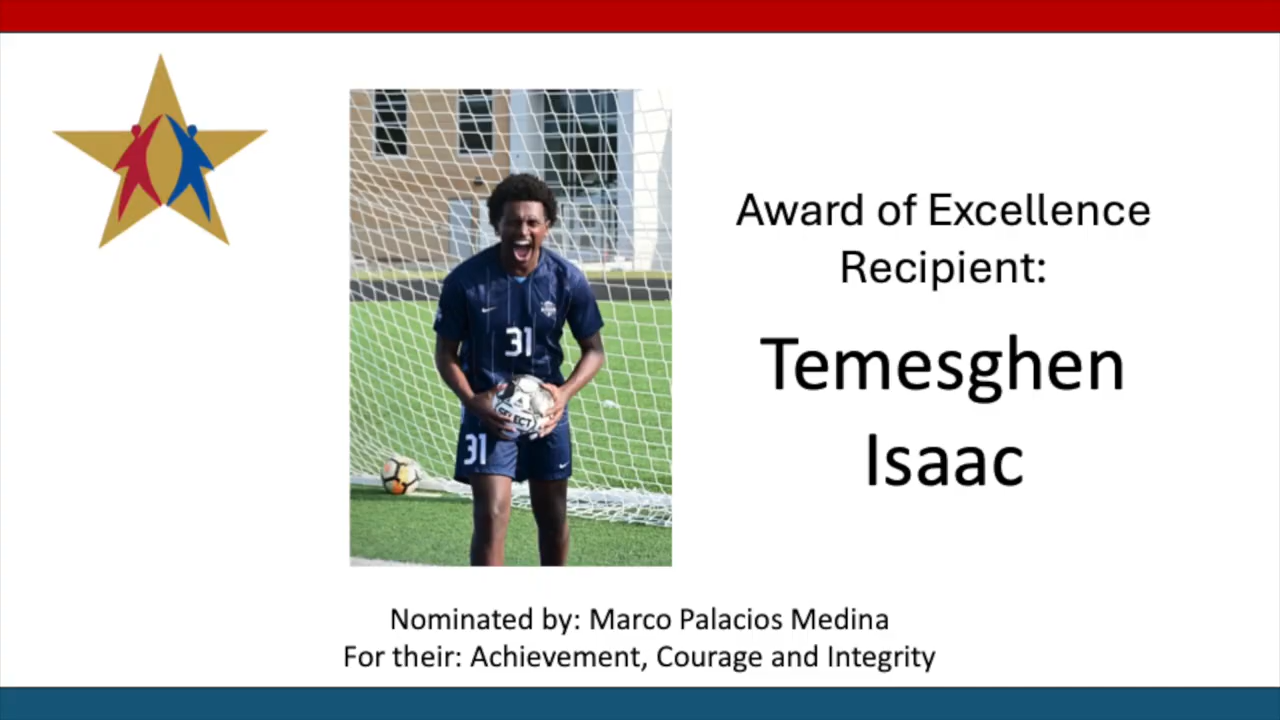 Award of Excellence
Recipient:
Temesghen
Isaac
31
SELECT
31
Nominated by: Marco Palacios Medina
For their: Achievement, Courage and Integrity